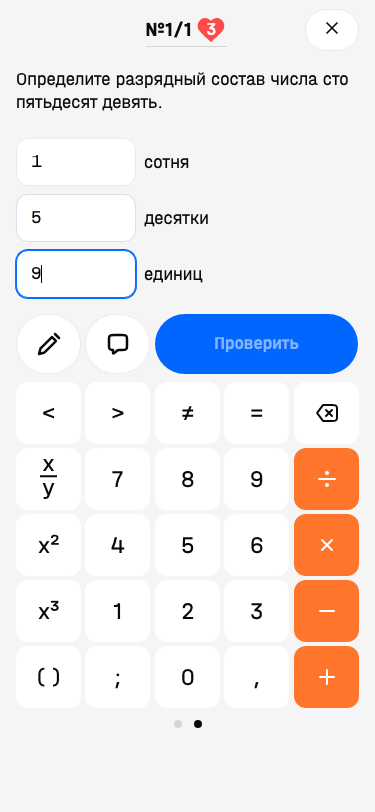 №1/1 3
Определите разрядный состав числа сто
пятьдесят девять.
1 сотня
5 десятки
9 единиц
Проверить
< > ≠ =
x/y 7 8 9 ÷
x² 4 5 6 ×
x³ 1 2 3 −
( ) ; 0 , +